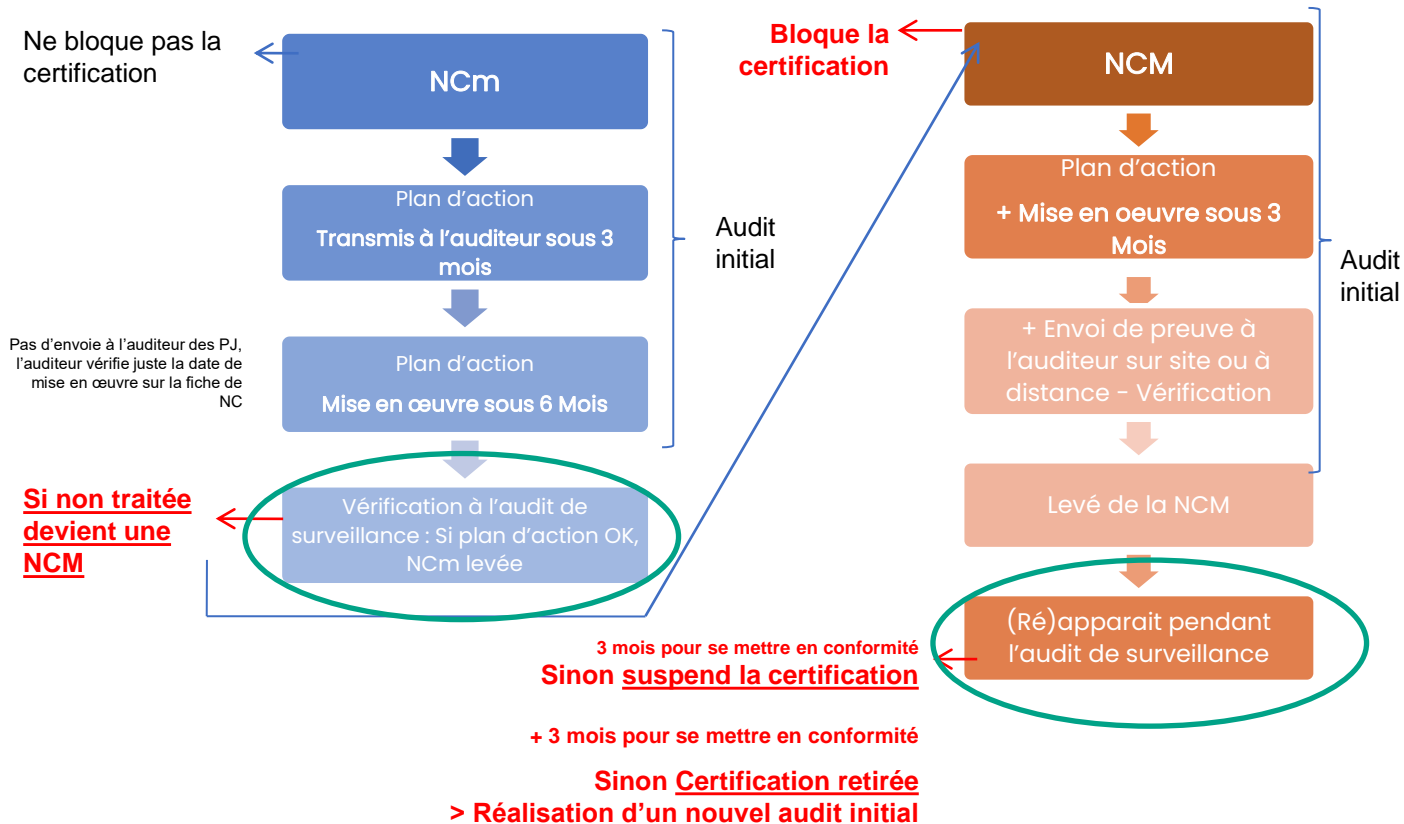 Ne bloque pas la
certification
NCm
Plan d'action
Transmis à l'auditeur sous 3
mois
Audit
initial
Pas d'envoie à l'auditeur des PJ,
l'auditeur vérifie juste la date de
mise en œuvre sur la fiche de
NC
Plan d'action
Mise en œuvre sous 6 Mois
Si non traitée
devient une
NCM
Vérification à l'audit de
surveillance : Si plan d'action OK,
NCm levée
Bloque la
certification
NCM
Plan d'action
+ Mise en oeuvre sous 3
Mois
Audit
initial
+ Envoi de preuve à
l'auditeur sur site ou à
distance - Vérification
Levé de la NCM
(Ré)apparait pendant
l'audit de surveillance
3 mois pour se mettre en conformité
Sinon suspend la certification
+ 3 mois pour se mettre en conformité
Sinon Certification retirée
> Réalisation d'un nouvel audit initial